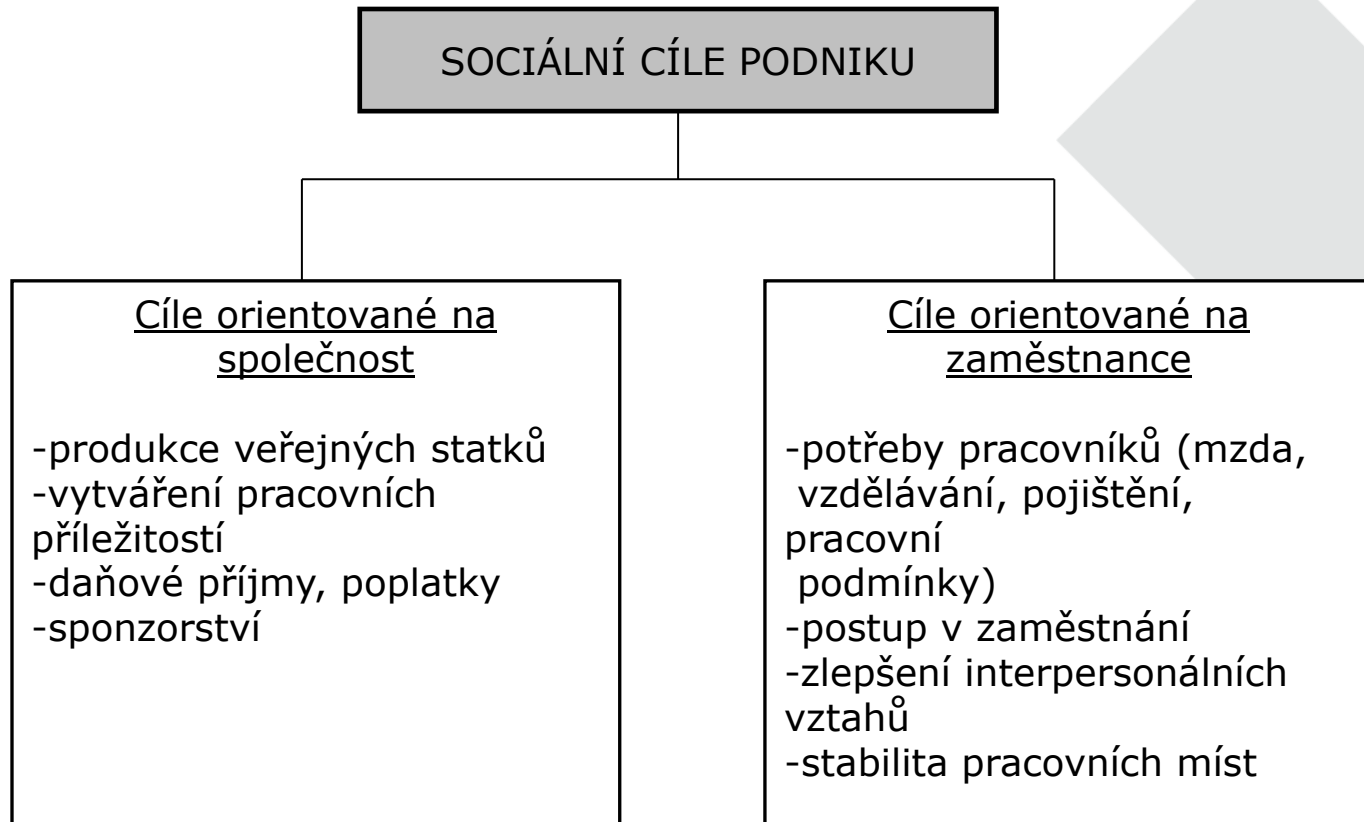 SOCIÁLNÍ CÍLE PODNIKU
Cíle orientované na
společnost
-produkce veřejných statků
-vytváření pracovních
příležitostí
-daňové příjmy, poplatky
-sponzorství
Cíle orientované na
zaměstnance
-potřeby pracovníků (mzda,
vzdělávání, pojištění,
pracovní
podmínky)
-postup v zaměstnání
-zlepšení interpersonálních
vztahů
-stabilita pracovních míst